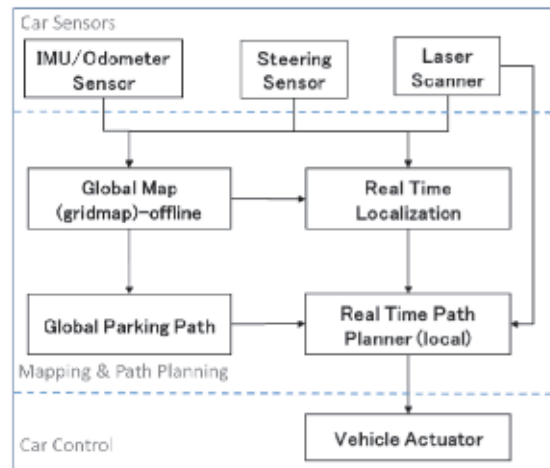 Car Sensors
IMU/Odometer
Sensor
Steering
Sensor
Laser
Scanner
Global Map
(gridmap)-offline
Real Time
Localization
Global Parking Path
Real Time Path
Planner (local)
Mapping & Path Planning
Vehicle Actuator
Car Control